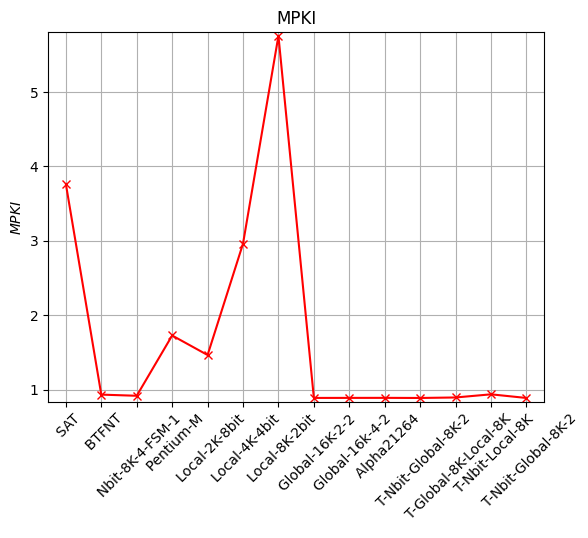 MPKI
MPKI
5
4
3
2
1
SAT
BTFNT
Nbit-8K-4-FSM-1
Pentium-M
Local-2K-8bit
Local-4K-4bit
Local-8K-2bit
Global-16K-2-2
Global-16k-4-2
Alpha21264
T-Nbit-Global-8K-2
T-Global-8K-Local-8K
T-Nbit-Local-8K
T-Nbit-Global-8K-2